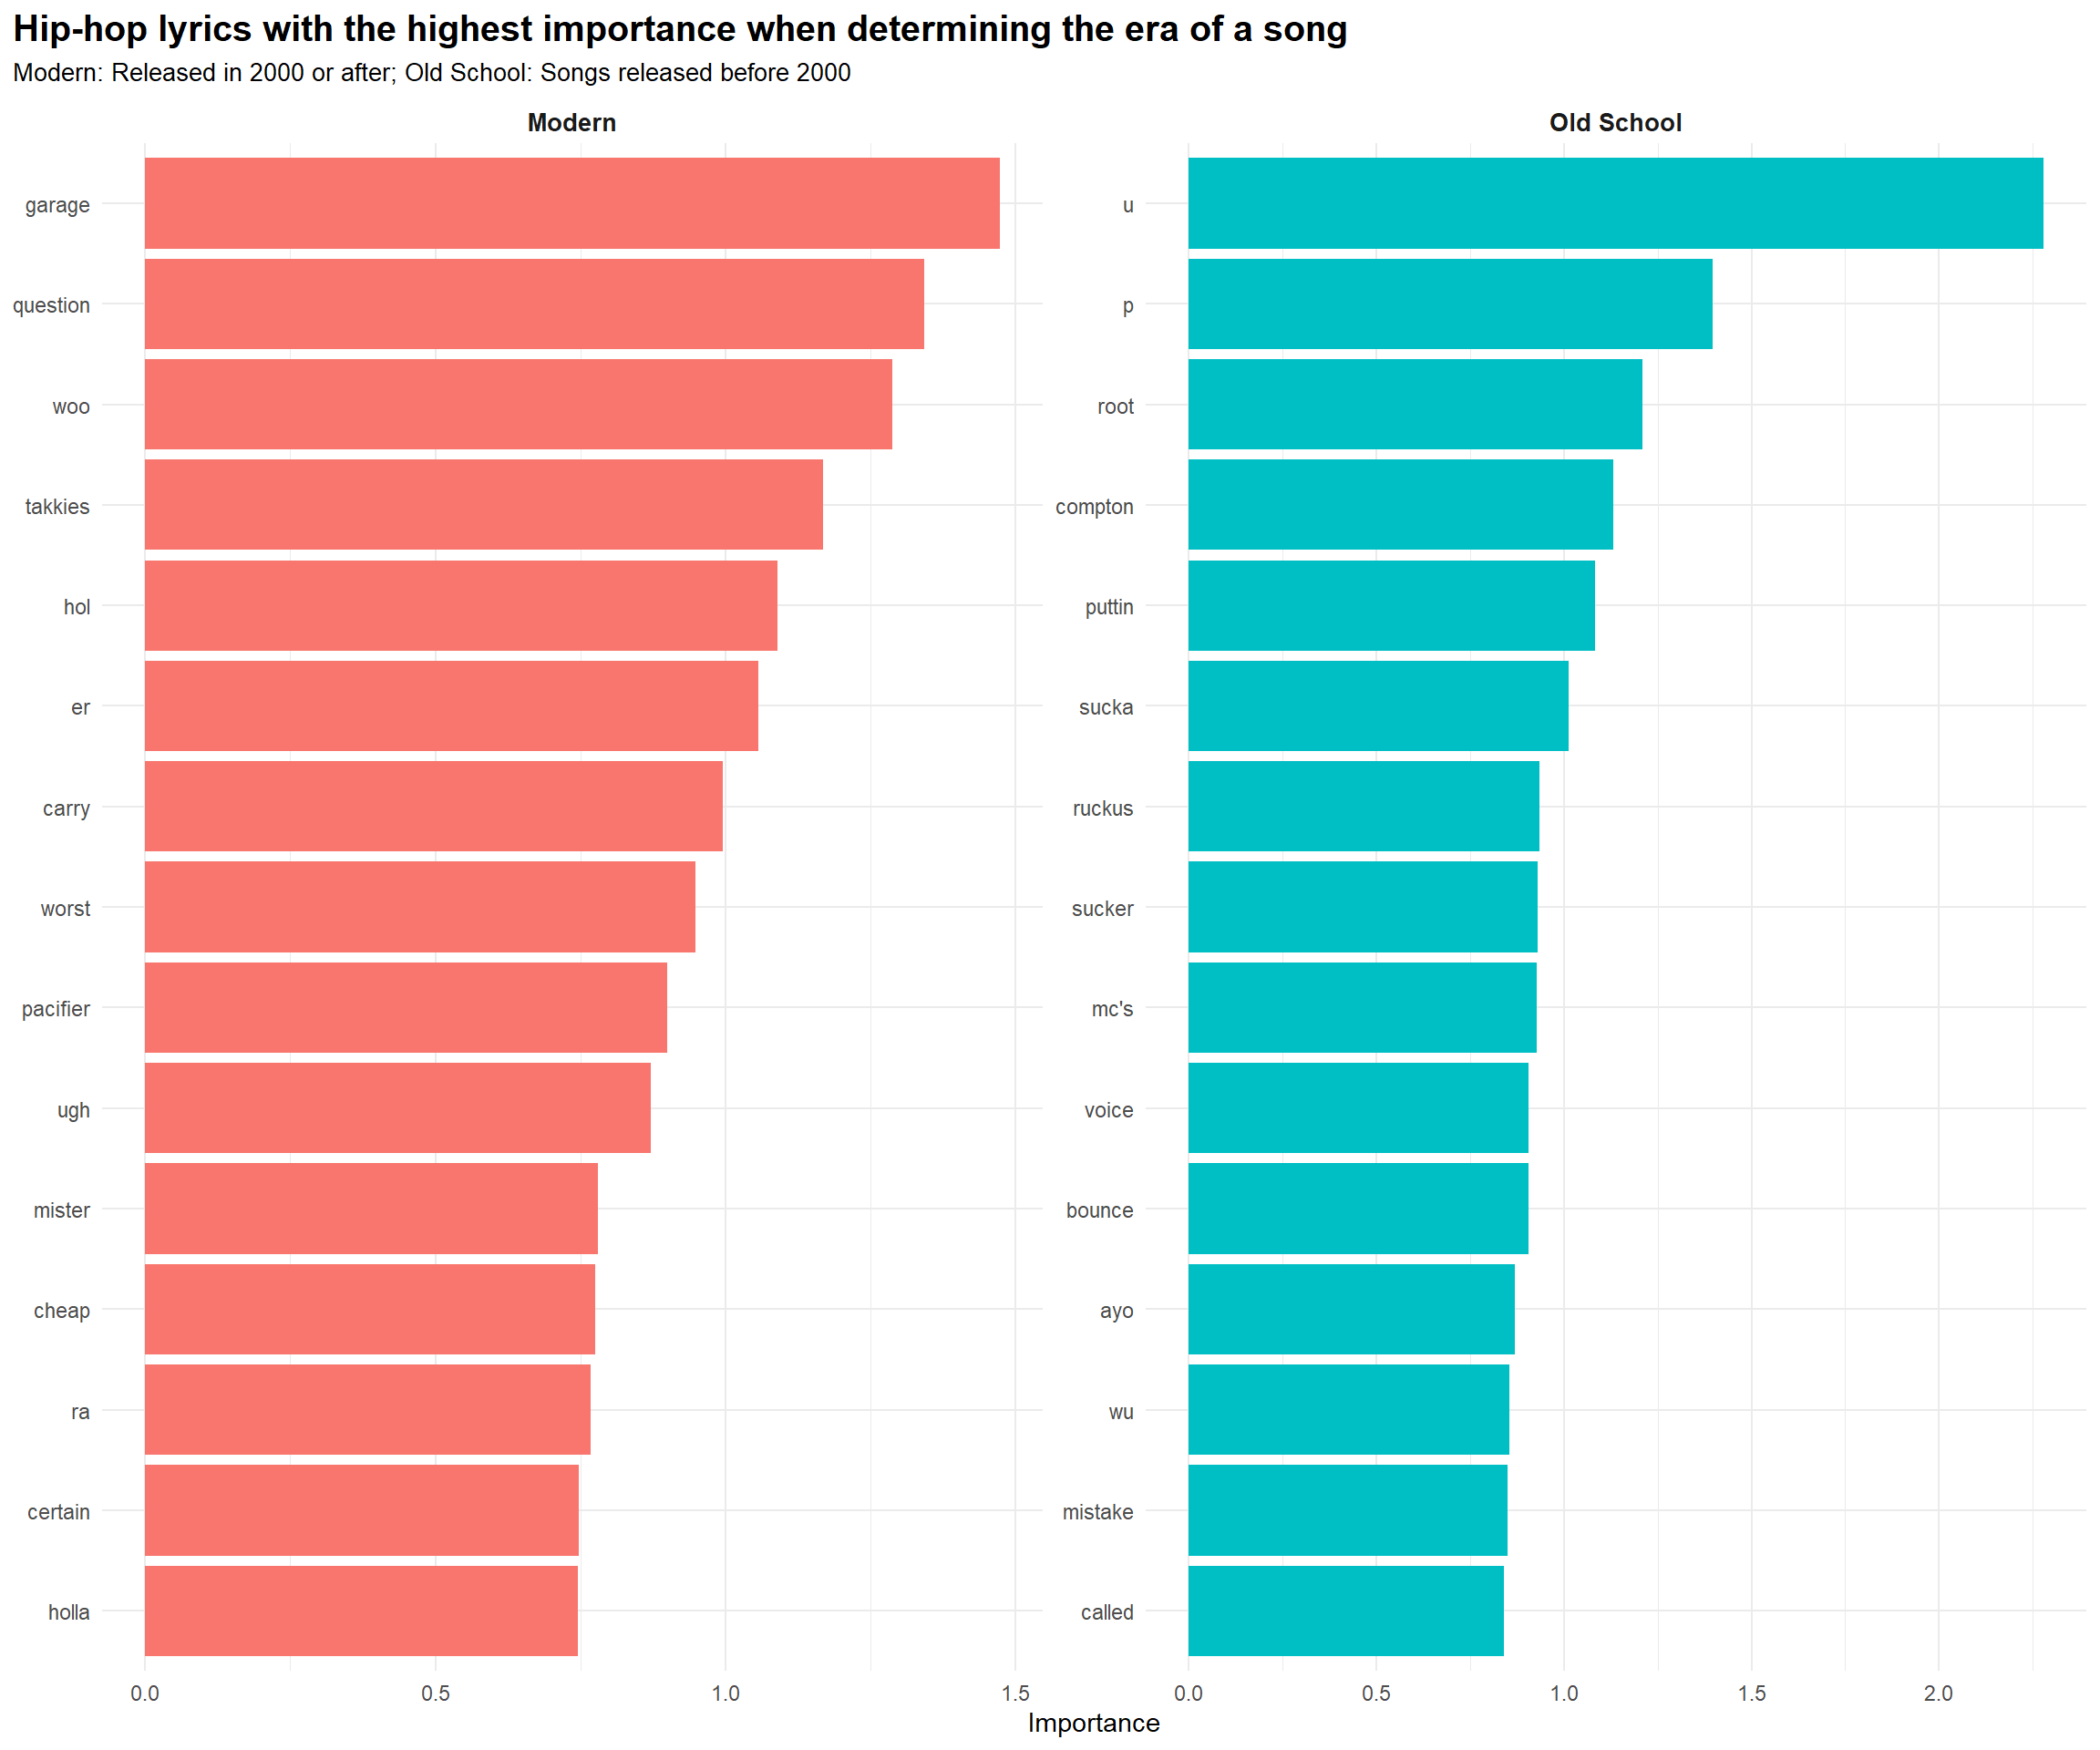 Hip-hop lyrics with the highest importance when determining the era of a song
Modern: Released in 2000 or after; Old School: Songs released before 2000
Modern
garage
question
woo
takkies
hol
er
carry
worst
pacifier
ugh
mister
cheap
ra
certain
holla
0.0 0.5 1.0 1.5
Old School
u
p
root
compton
puttin
sucka
ruckus
sucker
mc's
voice
bounce
ayo
wu
mistake
called
0.0 0.5 1.0 1.5 2.0
Importance